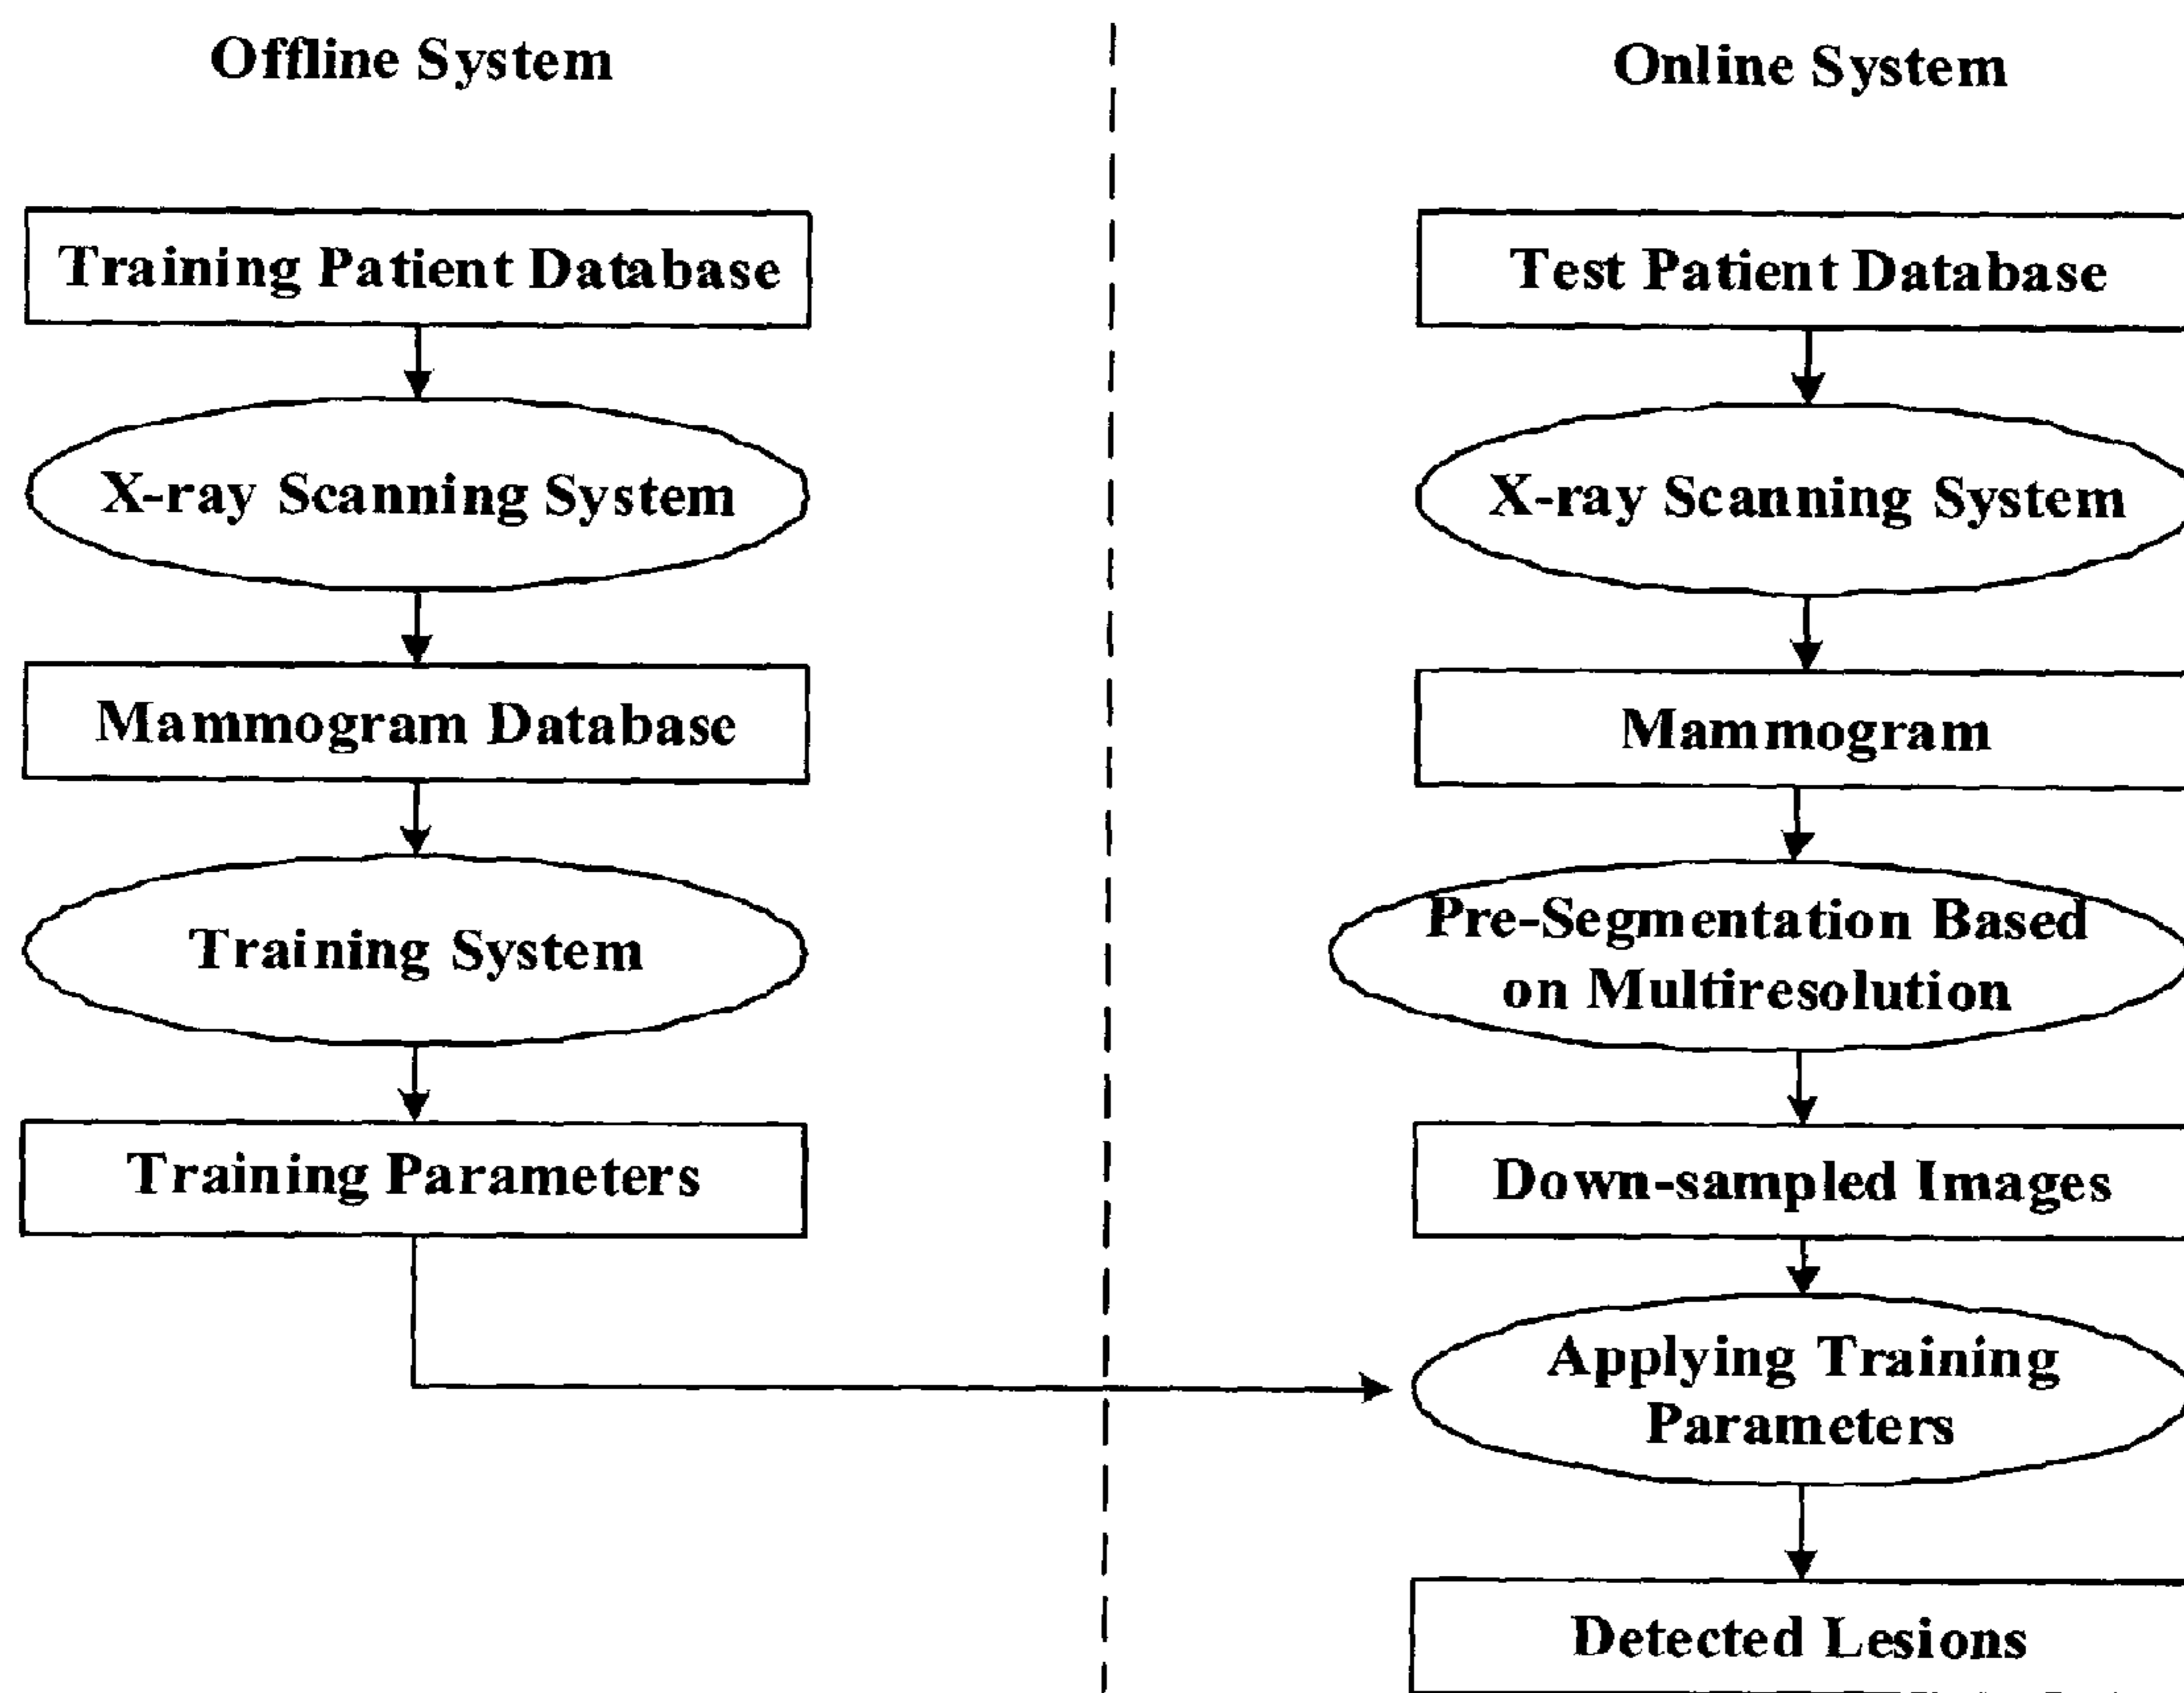 Offline System
Training Patient Database
X-ray Scanning System
Mammogram Database
Training System
Training Parameters
Online System
Test Patient Database
X-ray Scanning System
Mammogram
Pre-Segmentation Based
on Multiresolution
Down-sampled Images
Applying Training
Parameters
Detected Lesions